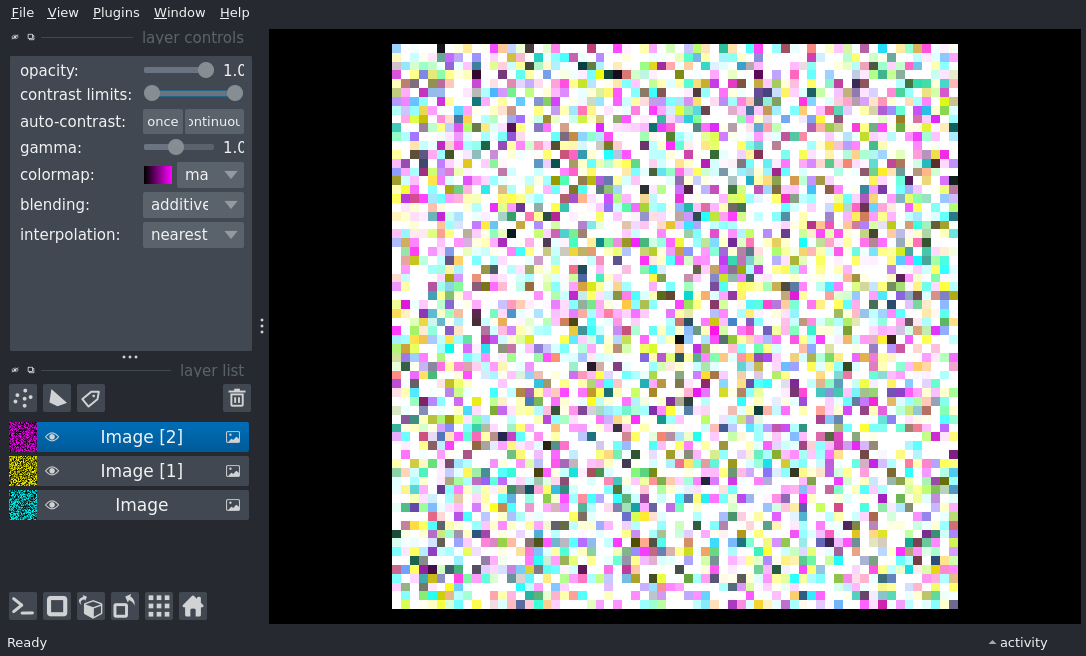 File View Plugins Window Help
layer controls
opacity: 1.0
contrast limits:
auto-contrast: once ontinuou
gamma: 1.0
colormap: ma
blending: additive
interpolation: nearest
layer list
Image [2]
Image [1]
Image
Ready activity